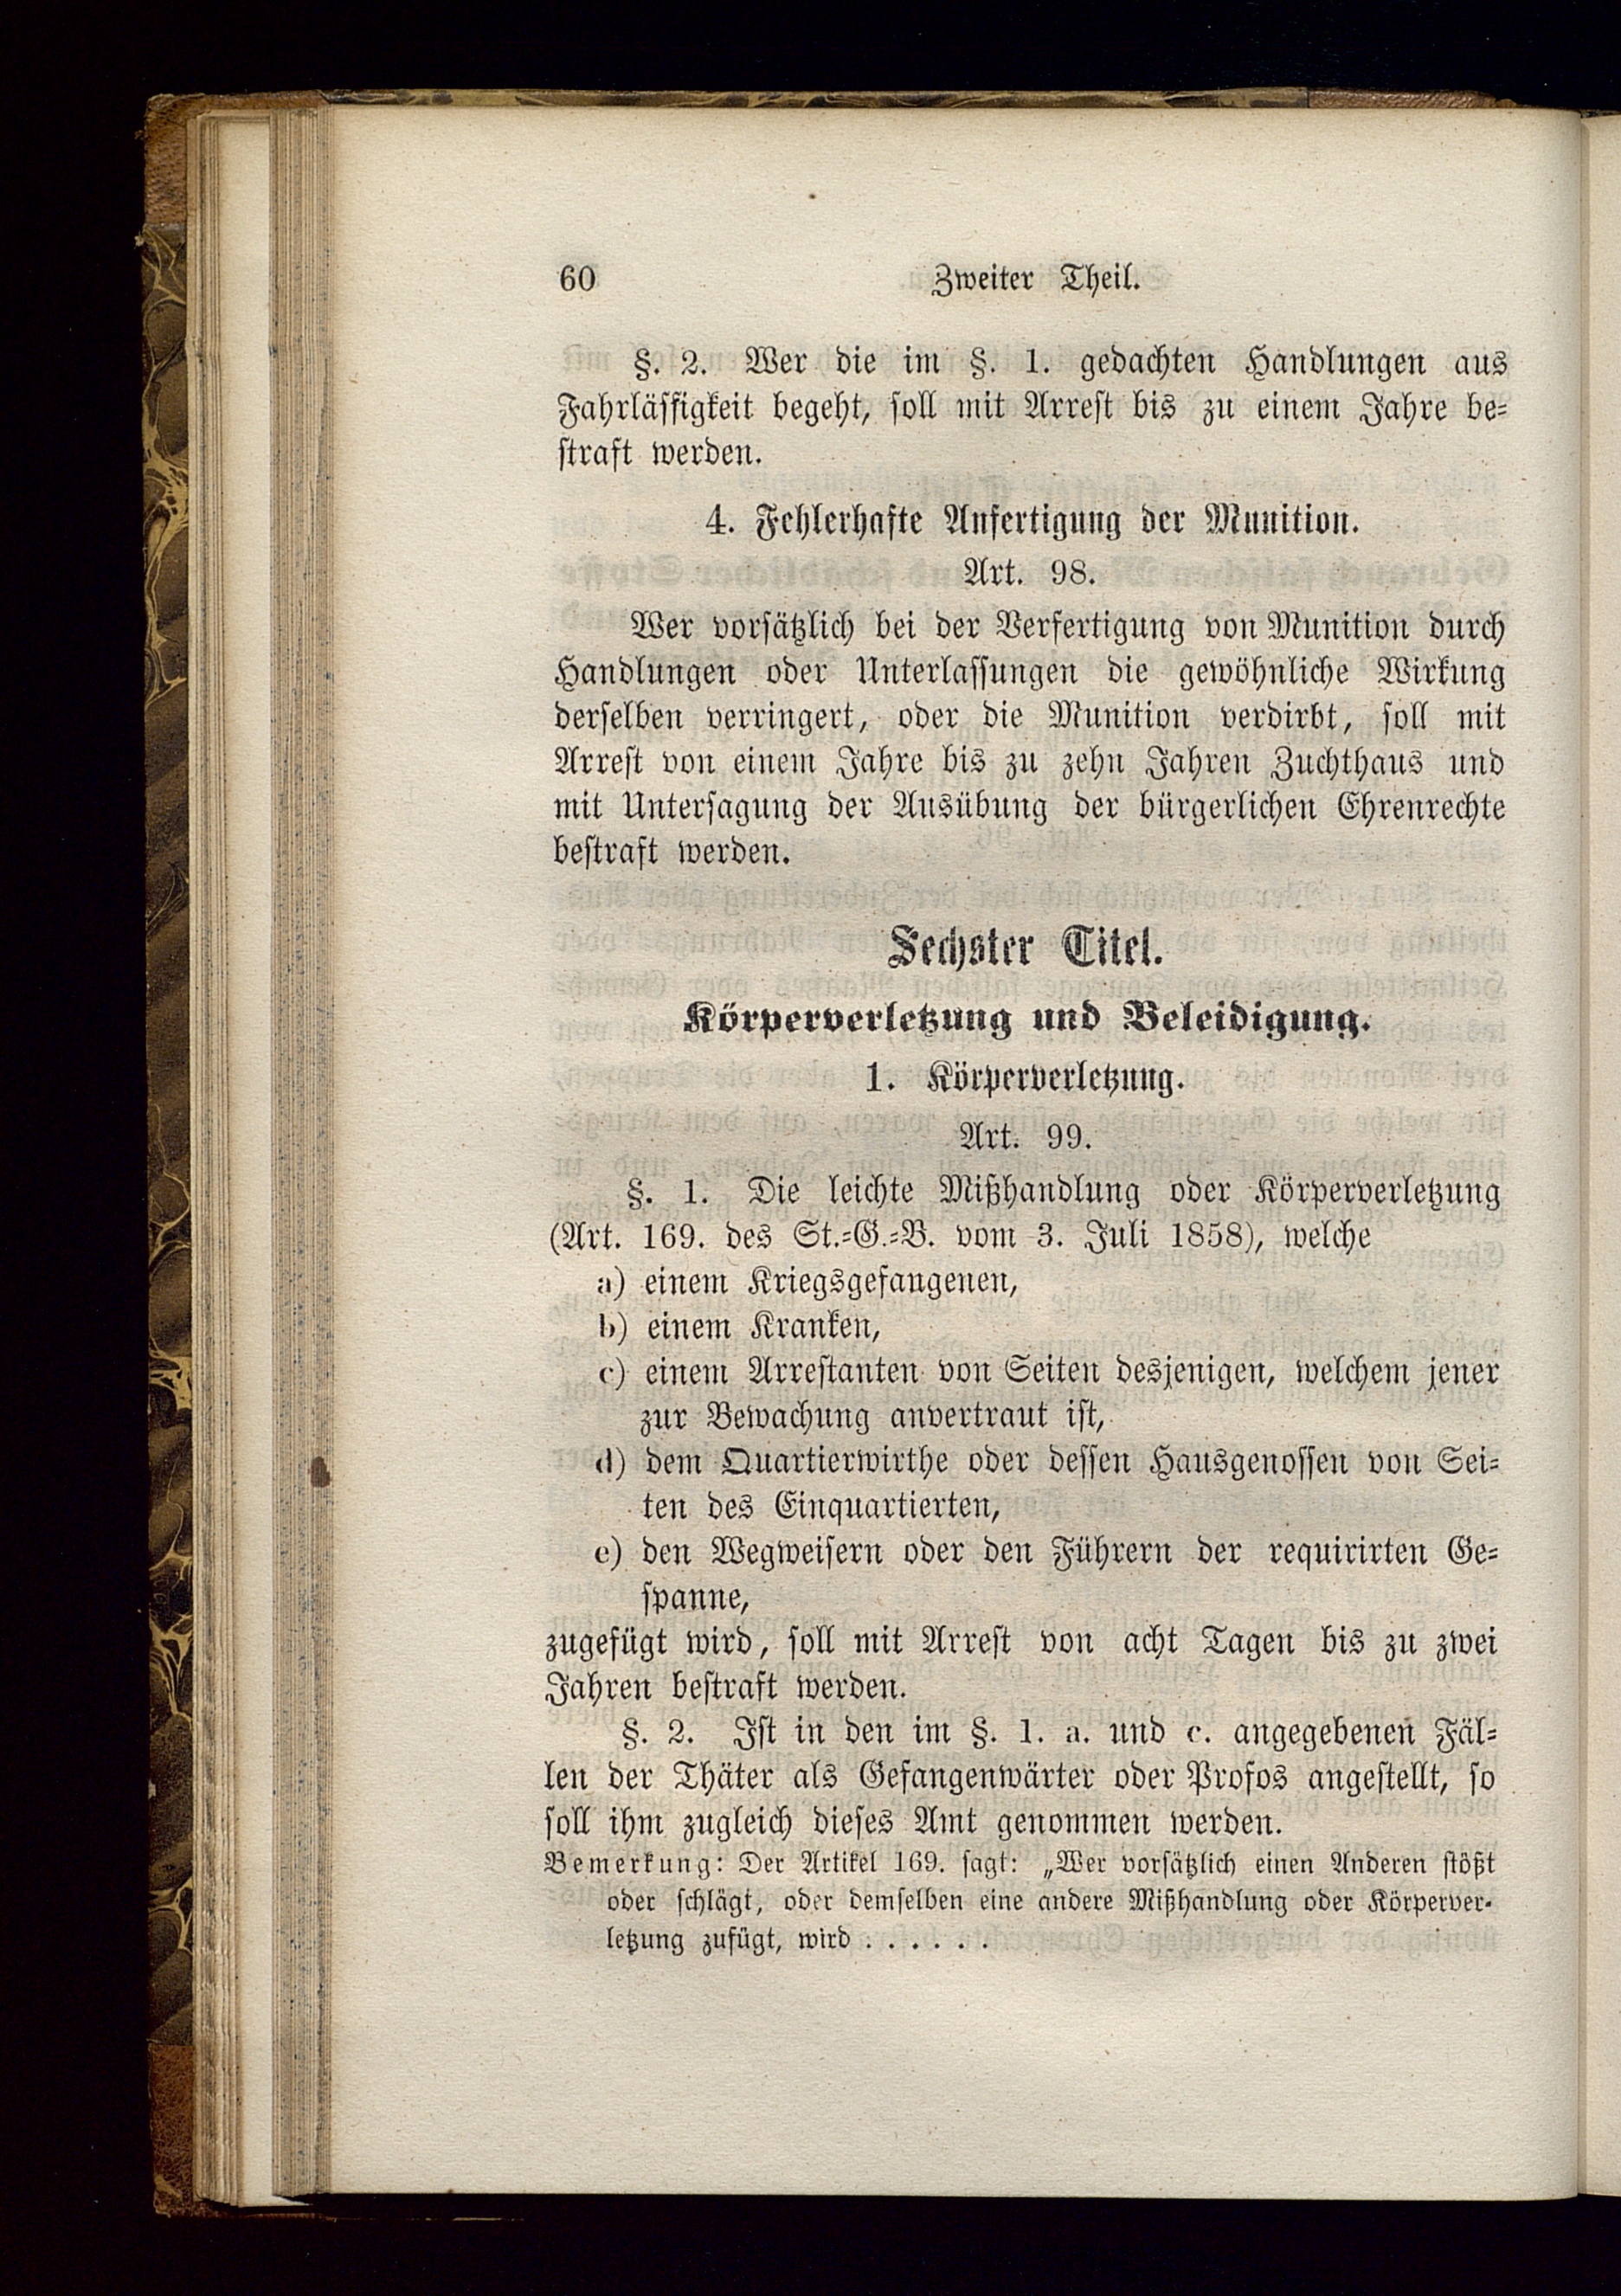 60 Zweiter Theil.
§. 2. Wer die im §. 1. gedachten Handlungen aus
Fahrlässigkeit begeht, soll mit Arrest bis zu einem Jahre be-
straft werden.
4. Fehlerhafte Anfertigung der Munition.
Art. 98.
Wer vorsätzlich bei der Verfertigung von Munition durch
Handlungen oder Unterlassungen die gewöhnliche Wirkung
derselben verringert, oder die Munition verdirbt, soll mit
Arrest von einem Jahre bis zu zehn Jahren Zuchthaus und
mit Untersagung der Ausübung der bürgerlichen Ehrenrechte
bestraft werden.
Sechster Titel.
Körperverletzung und Beleidigung.
1. Körperverletzung.
Art. 99.
§. 1. Die leichte Mißhandlung oder Körperverletzung
(Art. 169. des St.-G.-B. vom 3. Juli 1858), welche
a) einem Kriegsgefangenen,
b) einem Kranken,
c) einem Arrestanten von Seiten desjenigen, welchem jener
zur Bewachung anvertraut ist,
d) dem Quartierwirthe oder dessen Hausgenossen von Sei-
ten des Einquartierten,
e) den Wegweisern oder den Führern der requirirten Ge-
spanne,
zugefügt wird, soll mit Arrest von acht Tagen bis zu zwei
Jahren bestraft werden.
§. 2. Ist in den im §. 1. a. und c. angegebenen Fäl-
len der Thäter als Gefangenwärter oder Profos angestellt, so
soll ihm zugleich dieses Amt genommen werden.
Bemerkung: Der Artikel 169. sagt: „Wer vorsätzlich einen Anderen stößt
oder schlägt, oder demselben eine andere Mißhandlung oder Körperver-
letzung zufügt, wird . . . . . .